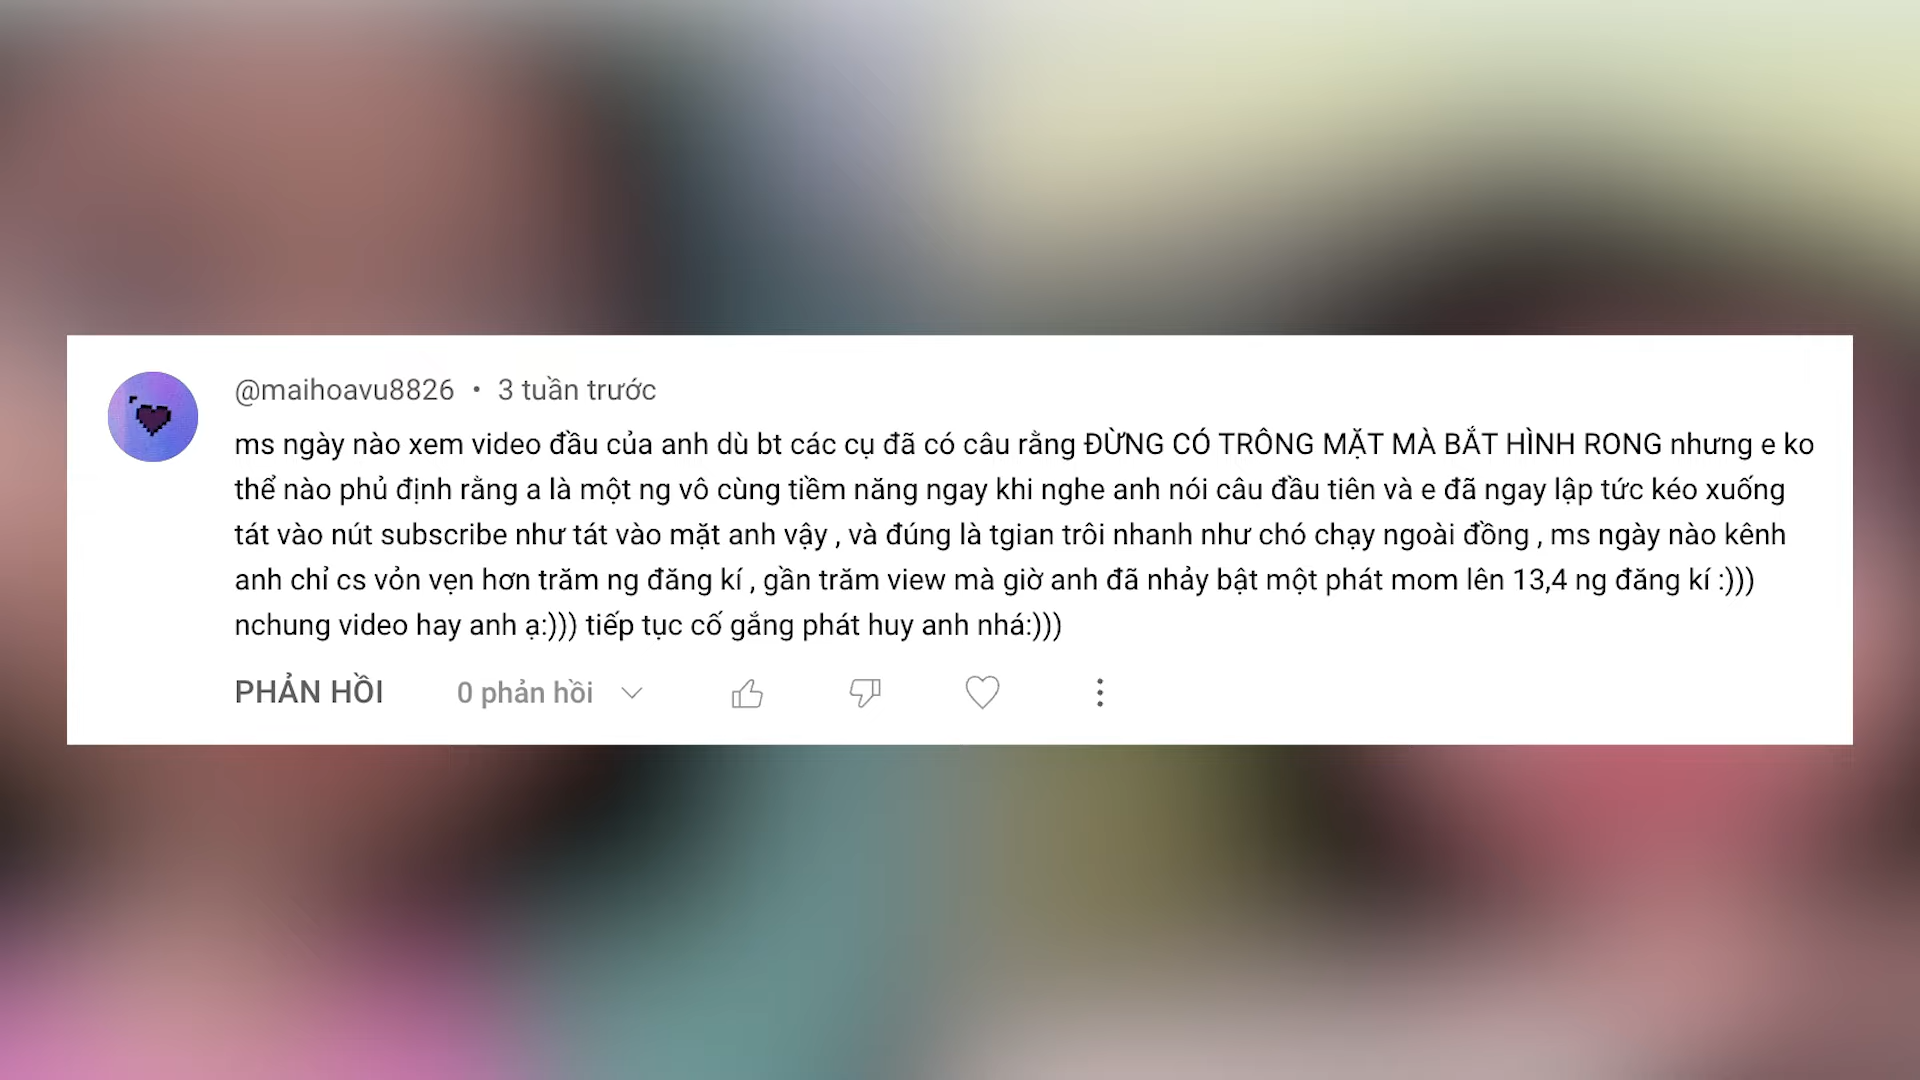 @maihoavu8826 • 3 tuần trước
ms ngày nào xem video đầu của anh dù bt các cụ đã có câu rằng ĐỪNG CÓ TRÔNG MẶT MÀ BẮT HÌNH RONG nhưng e ko
thể nào phủ định rằng a là một ng vô cùng tiềm năng ngay khi nghe anh nói câu đầu tiên và e đã ngay lập tức kéo xuống
tát vào nút subscribe như tát vào mặt anh vậy , và đúng là tgian trôi nhanh như chó chạy ngoài đồng , ms ngày nào kênh
anh chỉ cs vỏn vẹn hơn trăm ng đăng kí , gần trăm view mà giờ anh đã nhảy bật một phát mom lên 13,4 ng đăng kí :)))
nchung video hay anh ạ:))) tiếp tục cố gắng phát huy anh nhá:)))
PHẢN HỒI 0 phản hồi